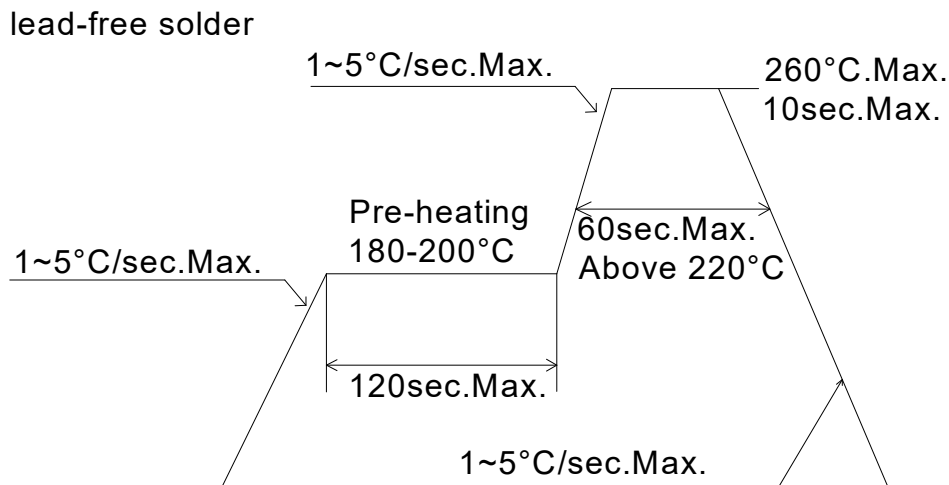 lead-free solder
1~5°C/sec.Max.
260°C.Max.
10sec.Max.
Pre-heating
180-200°C
60sec.Max.
Above 220°C
1~5°C/sec.Max.
120sec.Max.
1~5°C/sec.Max.